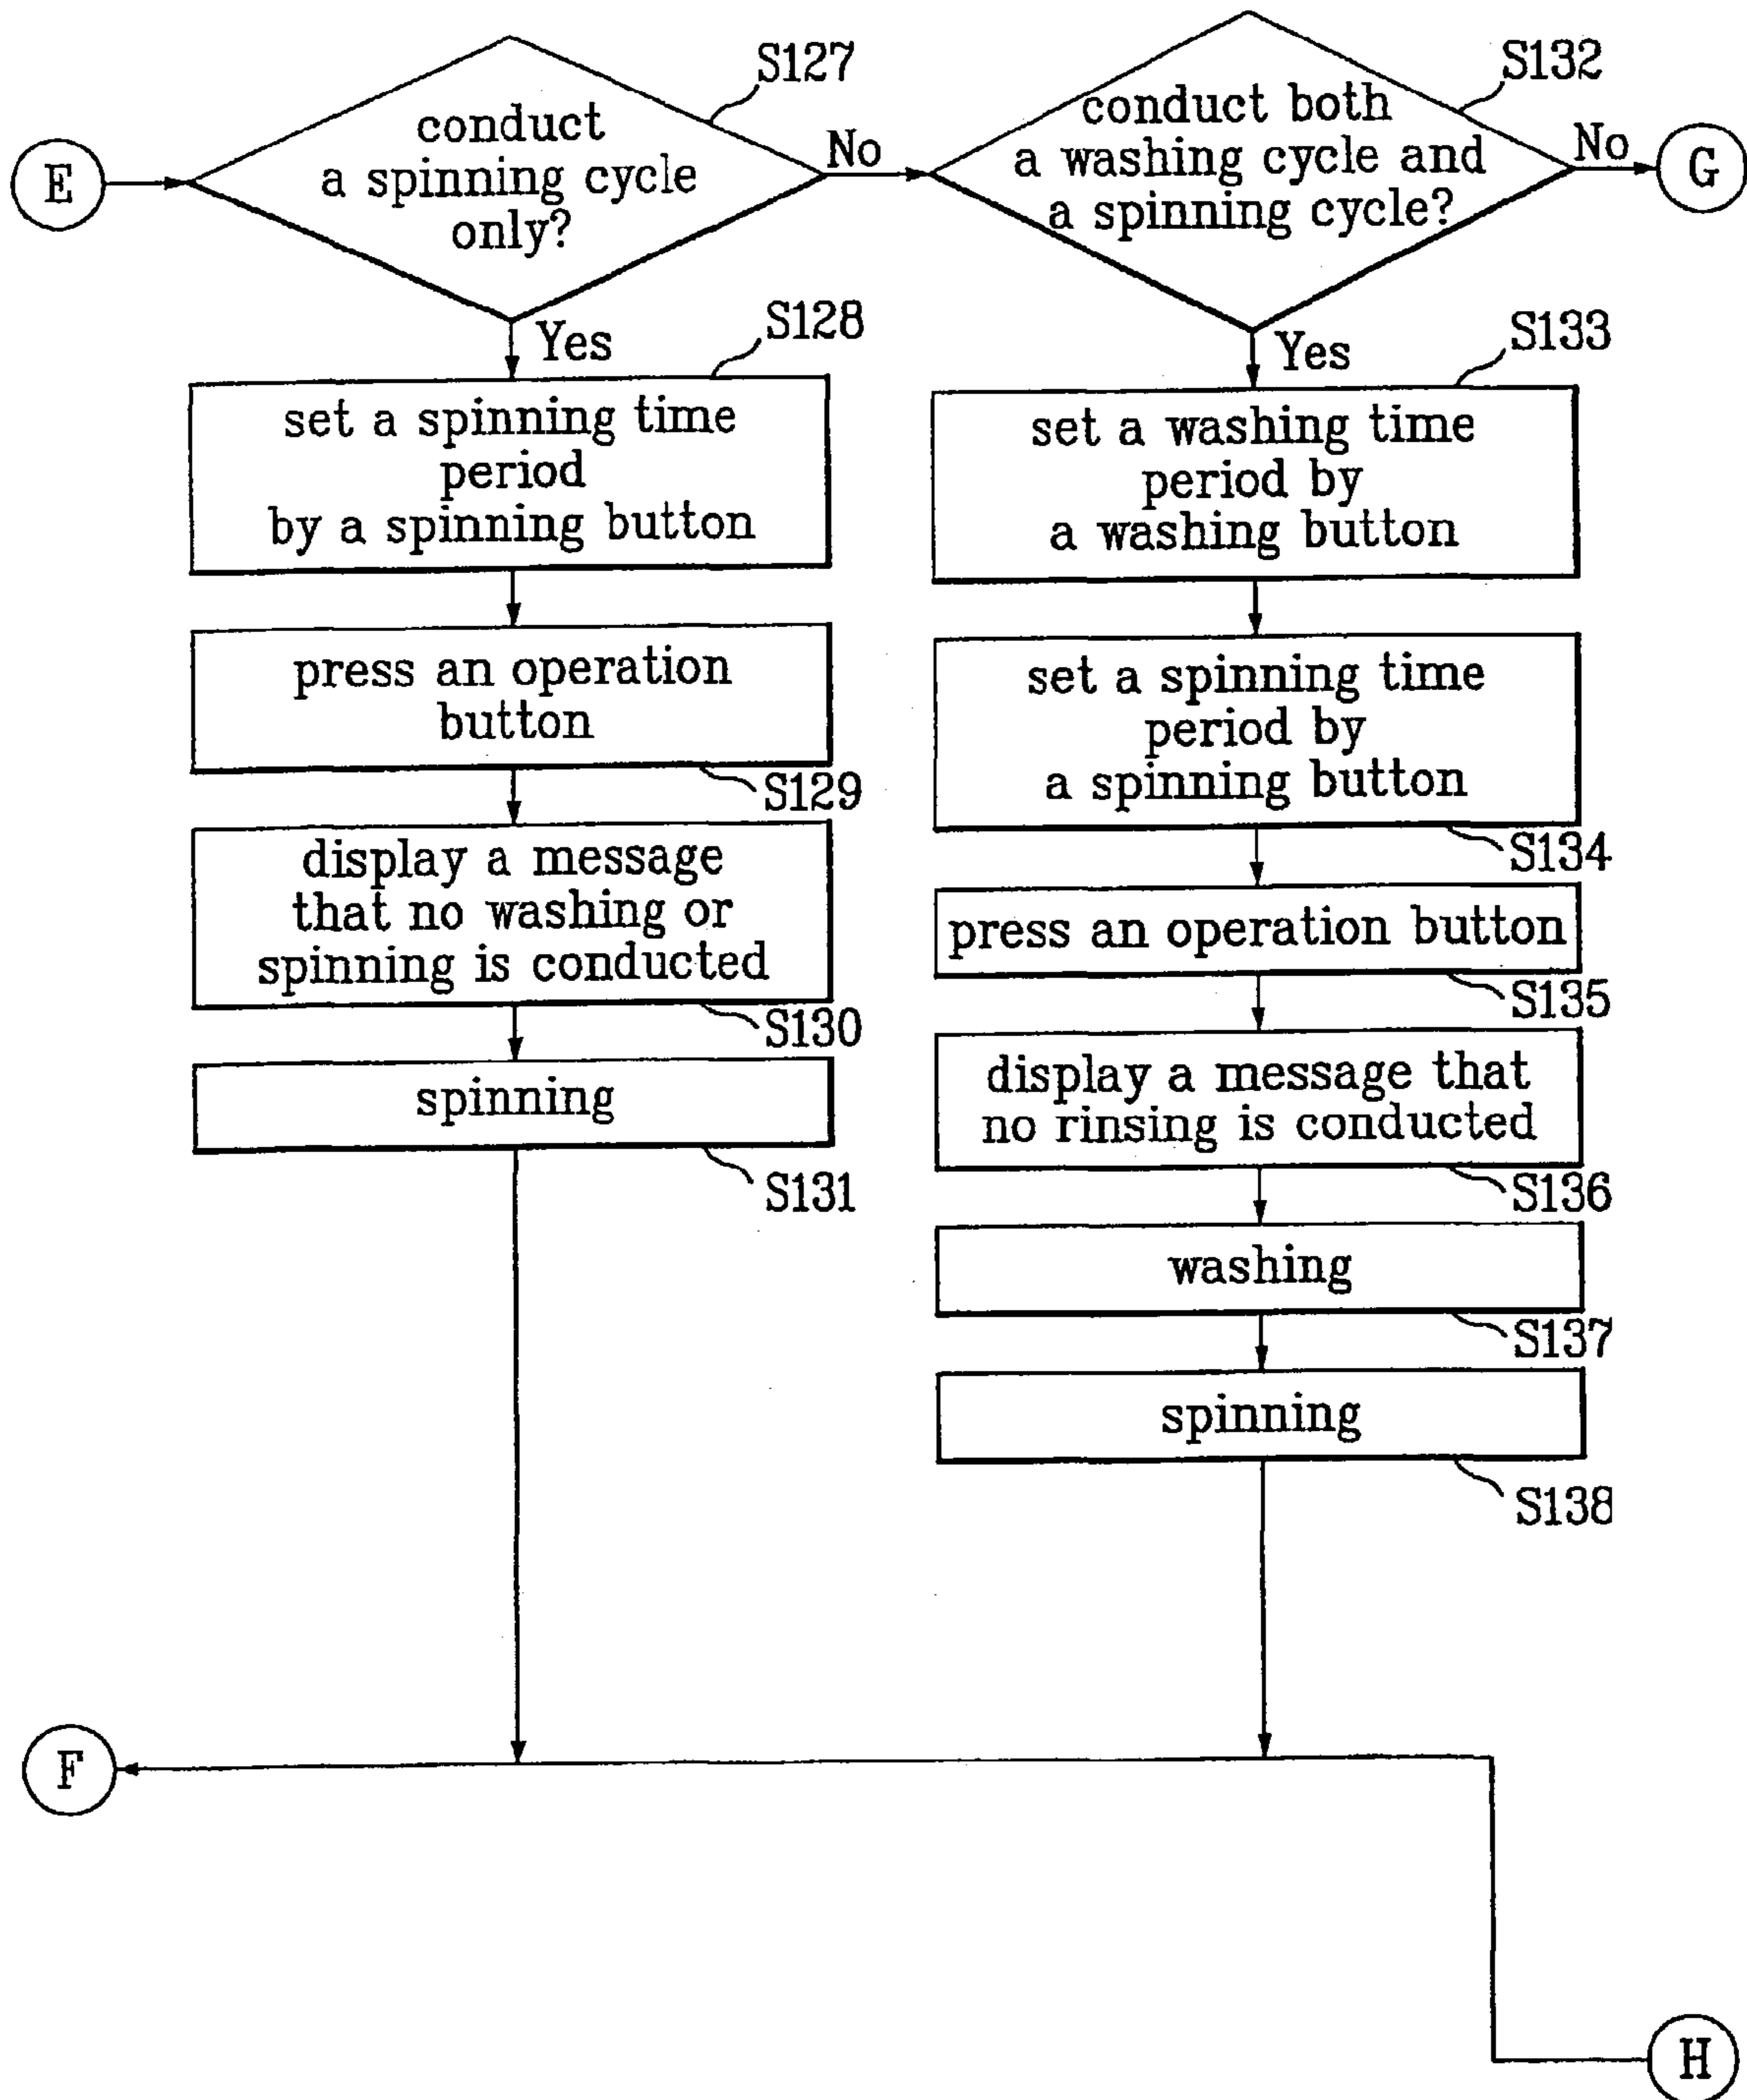 E
S127
conduct
a spinning cycle
only?
No
S132
conduct both
a washing cycle and
a spinning cycle?
No
G
Yes
S128
set a spinning time
period
by a spinning button
press an operation
button
S129
display a message
that no washing or
spinning is conducted
S130
spinning
S131
Yes
S133
set a washing time
period by
a washing button
set a spinning time
period by
a spinning button
S134
press an operation button
S135
display a message that
no rinsing is conducted
S136
washing
S137
spinning
S138
F
H